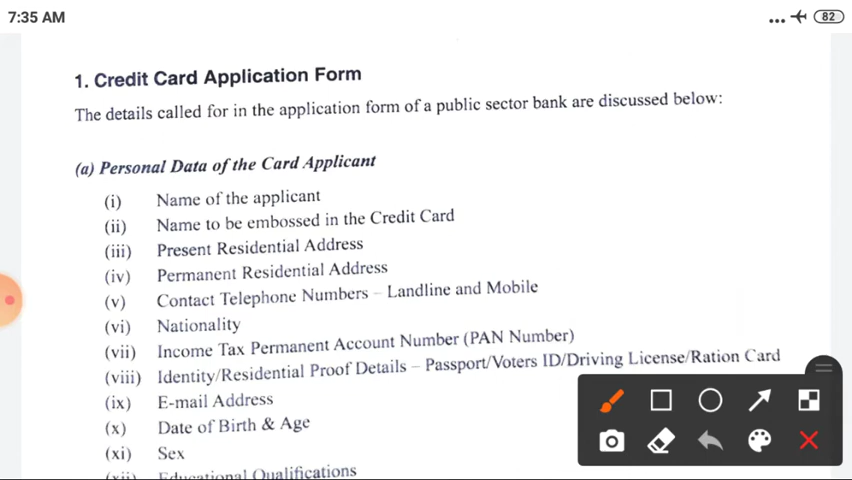 7:35 AM
82
1. Credit Card Application Form
The details called for in the application form of a public sector bank are discussed below:
(a) Personal Data of the Card Applicant
(i) Name of the applicant
(ii) Name to be embossed in the Credit Card
(iii) Present Residential Address
(iv) Permanent Residential Address
(v) Contact Telephone Numbers – Landline and Mobile
(vi) Nationality
(vii) Income Tax Permanent Account Number (PAN Number)
(viii) Identity/Residential Proof Details – Passport/Voters ID/Driving License/Ration Card
(ix) E-mail Address
(x) Date of Birth & Age
(xi) Sex
(xii) Educational Qualifications